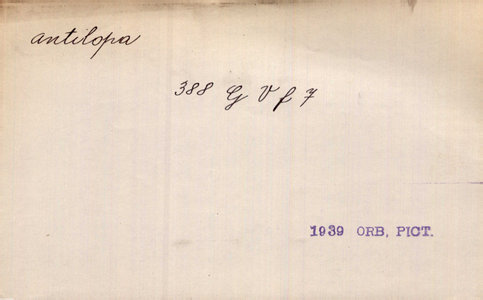 antilopa
388 G V f 7
1939 ORB. PICT.